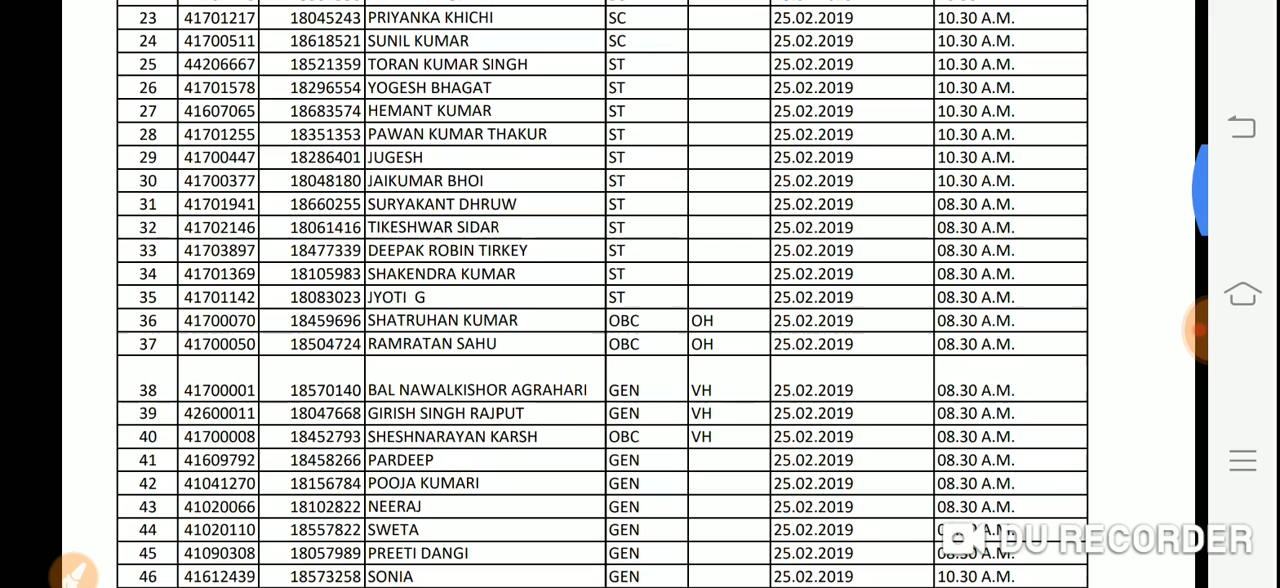 23 41701217 18045243 PRIYANKA KHICHI SC 25.02.2019 10.30 A.M.
24 41700511 18618521 SUNIL KUMAR SC 25.02.2019 10.30 A.M.
25 44206667 18521359 TORAN KUMAR SINGH ST 25.02.2019 10.30 A.M.
26 41701578 18296554 YOGESH BHAGAT ST 25.02.2019 10.30 A.M.
27 41607065 18683574 HEMANT KUMAR ST 25.02.2019 10.30 A.M.
28 41701255 18351353 PAWAN KUMAR THAKUR ST 25.02.2019 10.30 A.M.
29 41700447 18286401 JUGESH ST 25.02.2019 10.30 A.M.
30 41700377 18048180 JAIKUMAR BHOI ST 25.02.2019 10.30 A.M.
31 41701941 18660255 SURYAKANT DHRUW ST 25.02.2019 08.30 A.M.
32 41702146 18061416 TIKESHWAR SIDAR ST 25.02.2019 08.30 A.M.
33 41703897 18477339 DEEPAK ROBIN TIRKEY ST 25.02.2019 08.30 A.M.
34 41701369 18105983 SHAKENDRA KUMAR ST 25.02.2019 08.30 A.M.
35 41701142 18083023 JYOTI G ST 25.02.2019 08.30 A.M.
36 41700070 18459696 SHATRUHAN KUMAR OBC OH 25.02.2019 08.30 A.M.
37 41700050 18504724 RAMRATAN SAHU OBC OH 25.02.2019 08.30 A.M.
38 41700001 18570140 BAL NAWALKISHOR AGRAHARI GEN VH 25.02.2019 08.30 A.M.
39 42600011 18047668 GIRISH SINGH RAJPUT GEN VH 25.02.2019 08.30 A.M.
40 41700008 18452793 SHESHNARAYAN KARSH OBC VH 25.02.2019 08.30 A.M.
41 41609792 18458266 PARDEEP GEN 25.02.2019 08.30 A.M.
42 41041270 18156784 POOJA KUMARI GEN 25.02.2019 08.30 A.M.
43 41020066 18102822 NEERAJ GEN 25.02.2019 08.30 A.M.
44 41020110 18557822 SWETA GEN 25.02.2019 A.M.
DU RECORDER
45 41090308 18057989 PREETI DANGI GEN 25.02.2019 08.30 A.M.
46 41612439 18573258 SONIA GEN 25.02.2019 10.30 A.M.